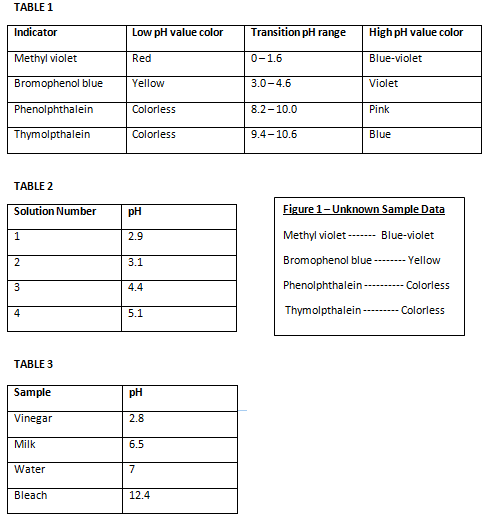 TABLE 1
Indicator Low pH value color Transition pH range High pH value color
Methyl violet Red 0 – 1.6 Blue-violet
Bromophenol blue Yellow 3.0 – 4.6 Violet
Phenolphthalein Colorless 8.2 – 10.0 Pink
Thymolpthalein Colorless 9.4 – 10.6 Blue
TABLE 2
Solution Number pH
1 2.9
2 3.1
3 4.4
4 5.1
Figure 1 – Unknown Sample Data
Methyl violet ------- Blue-violet
Bromophenol blue -------- Yellow
Phenolphthalein ---------- Colorless
Thymolpthalein --------- Colorless
TABLE 3
Sample pH
Vinegar 2.8
Milk 6.5
Water 7
Bleach 12.4